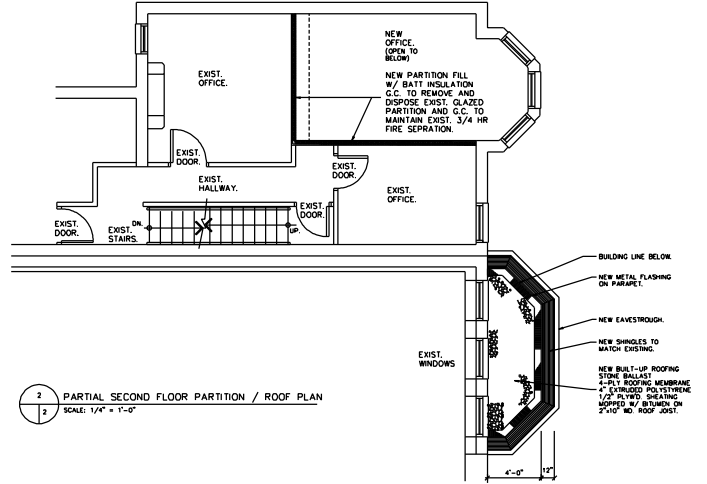 NEW
OFFICE.
(OPEN TO
BELOW)
EXIST.
OFFICE.
NEW PARTITION FILL
W/ BATT INSULATION
G.C. TO REMOVE AND
DISPOSE EXIST. GLAZED
PARTITION AND G.C. TO
MAINTAIN EXIST. 3/4 HR
FIRE SEPRATION.
EXIST.
DOOR.
EXIST.
DOOR.
EXIST.
HALLWAY.
EXIST.
OFFICE.
EXIST.
DOOR.
EXIST.
DOOR.
DN.
EXIST.
STAIRS.
UP.
BUILDING LINE BELOW.
NEW METAL FLASHING
ON PARAPET.
NEW EAVESTROUGH.
NEW SHINGLES TO
MATCH EXISTING.
EXIST.
WINDOWS
NEW BUILT-UP ROOFING
STONE BALLAST
4-PLY ROOFING MEMBRANE
4" EXTRUDED POLYSTYRENE
1/2" PLYWD. SHEATING
MOPPED W/ BITUMEN ON
2"x10" WD. ROOF JOIST.
2
2
PARTIAL SECOND FLOOR PARTITION / ROOF PLAN
SCALE: 1/4" = 1'-0"
4'-0"
12"